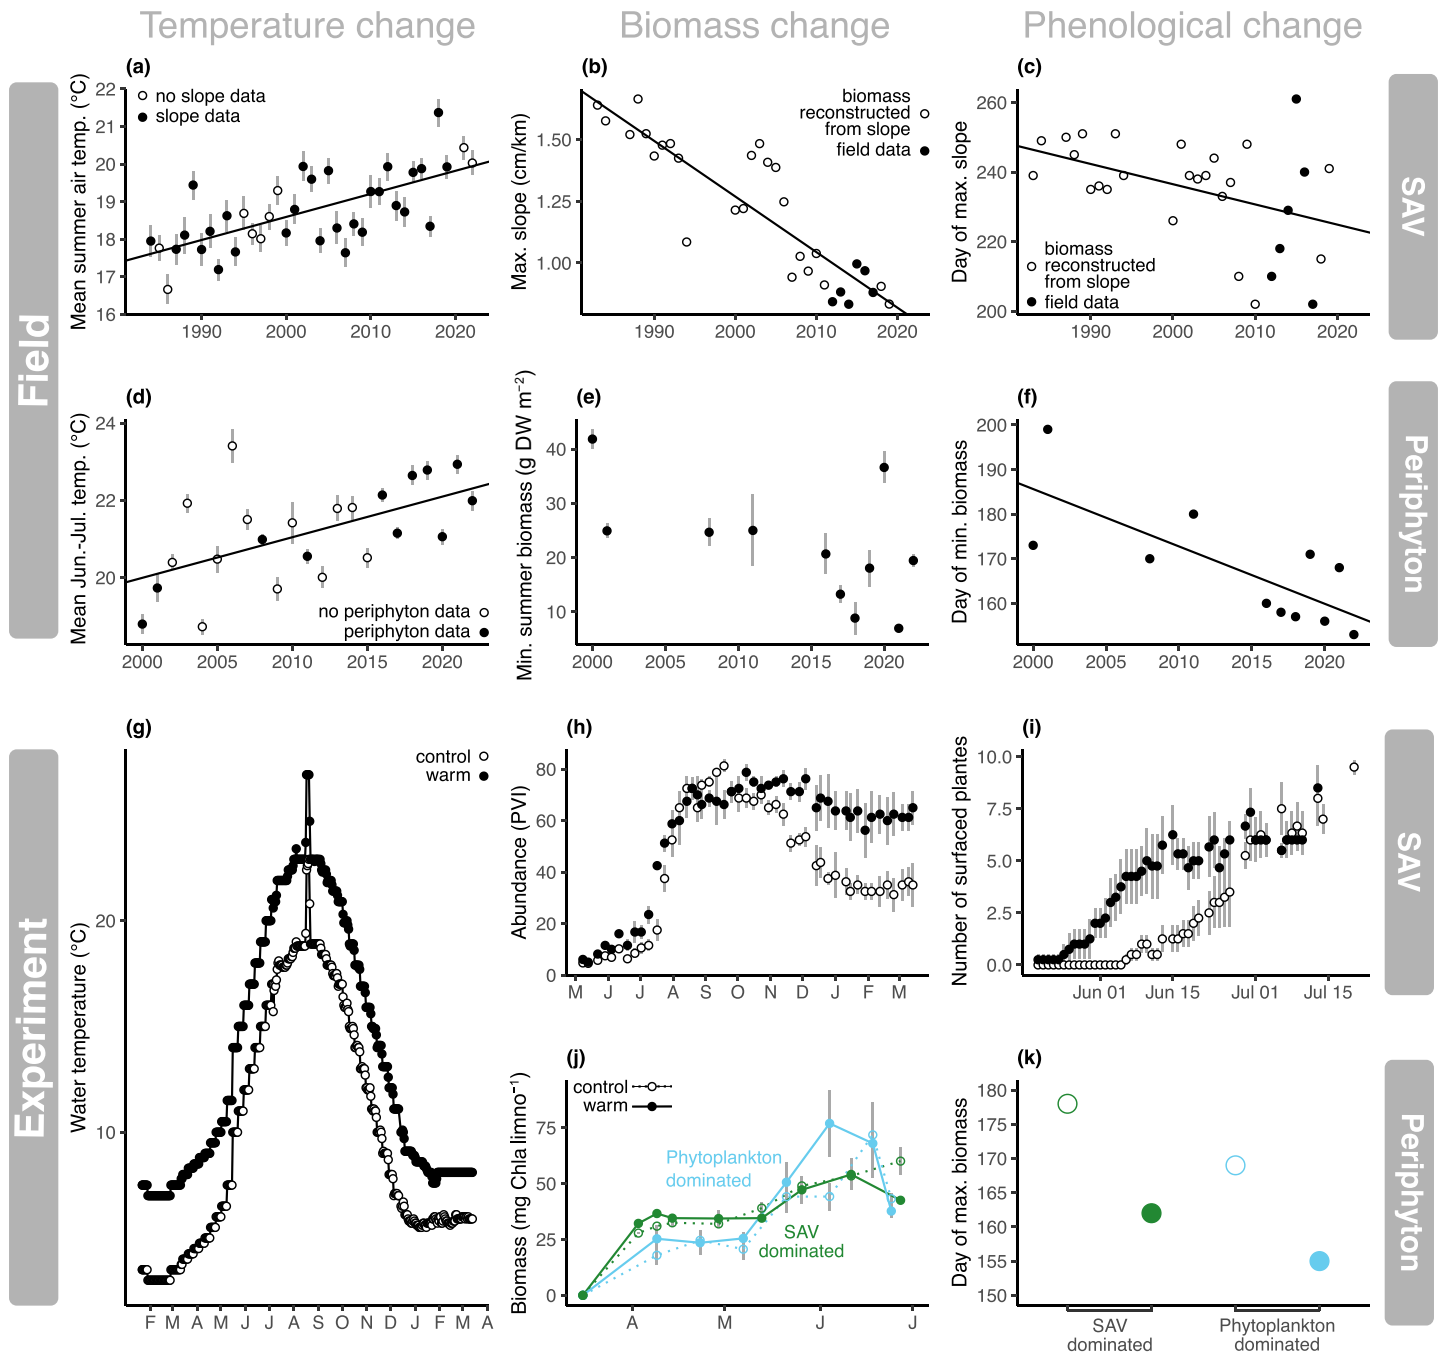 Temperature change
Biomass change
Phenological change
Field
Experiment
SAV
Periphyton
SAV
Periphyton
(a)
Mean summer air temp. (°C)
no slope data
slope data
22
21
20
19
18
17
16
1990
2000
2010
2020
(b)
Max. slope (cm/km)
biomass
reconstructed
from slope
field data
1.50
1.25
1.00
1990
2000
2010
2020
(c)
Day of max. slope
260
240
220
200
biomass
reconstructed
from slope
field data
1990
2000
2010
2020
(d)
Mean Jun.-Jul. temp. (°C)
24
22
20
no periphyton data
periphyton data
2000
2005
2010
2015
2020
(e)
Min. summer biomass (g DW m⁻²)
40
30
20
10
2000
2005
2010
2015
2020
(f)
Day of min. biomass
200
190
180
170
160
2000
2005
2010
2015
2020
(g)
Water temperature (°C)
control
warm
20
10
F M A M J J A S O N D J F M A
(h)
Abundance (PVI)
80
60
40
20
0
M J J A S O N D J F M
(i)
Number of surfaced plantes
10.0
7.5
5.0
2.5
0.0
Jun 01
Jun 15
Jul 01
Jul 15
(j)
Biomass (mg Chla limno⁻¹)
control
warm
75
50
25
0
Phytoplankton
dominated
SAV
dominated
A M J J
(k)
Day of max. biomass
180
175
170
165
160
155
150
SAV
dominated
Phytoplankton
dominated